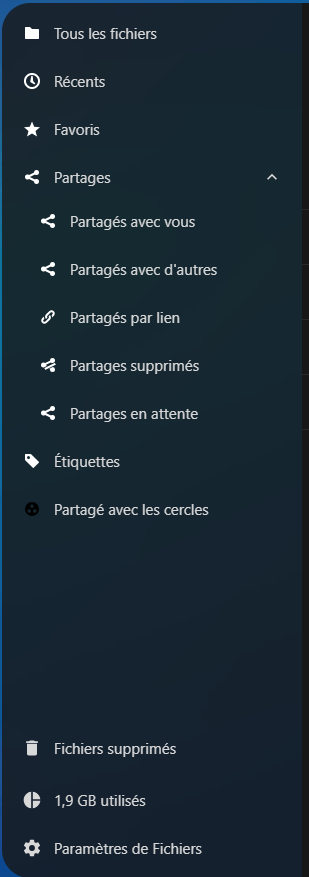 Tous les fichiers
Récents
Favoris
Partages
Partagés avec vous
Partagés avec d'autres
Partagés par lien
Partages supprimés
Partages en attente
Étiquettes
Partagé avec les cercles
Fichiers supprimés
1,9 GB utilisés
Paramètres de Fichiers